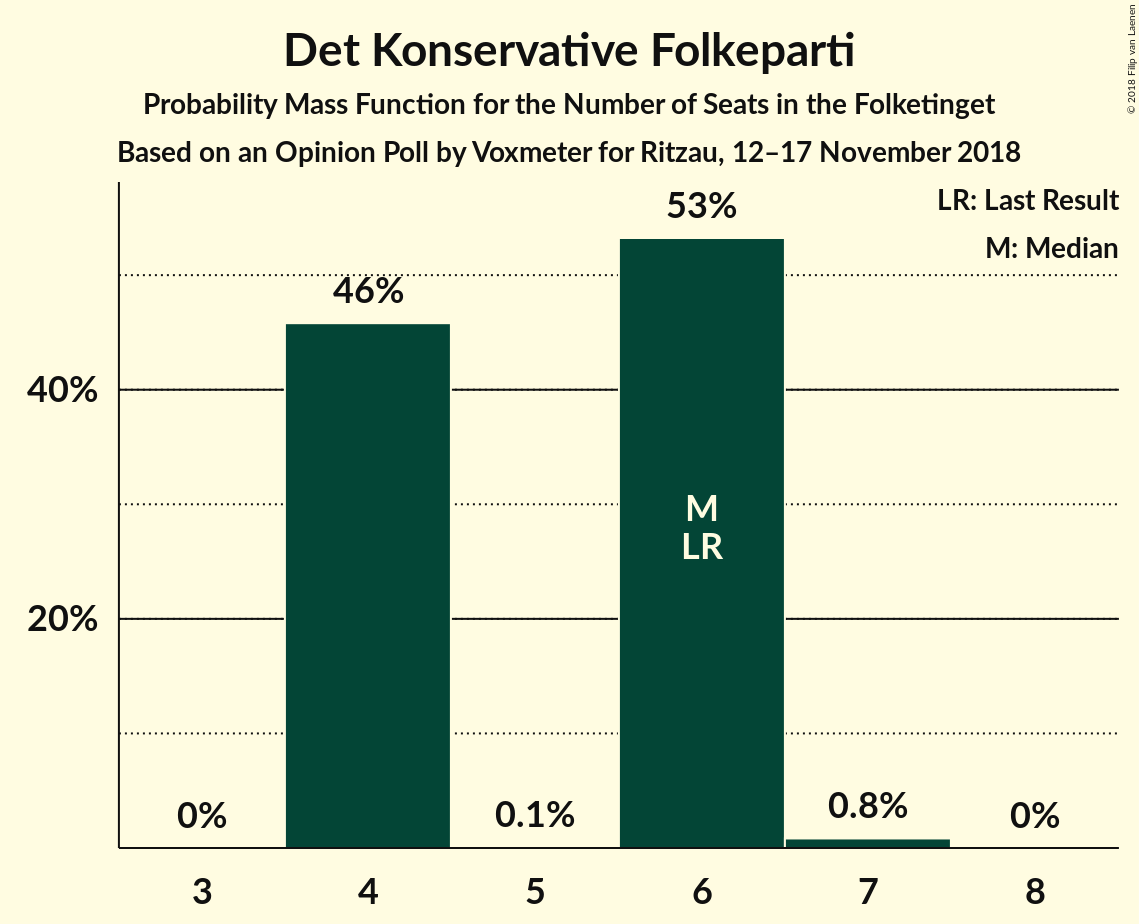 Det Konservative Folkeparti
Probability Mass Function for the Number of Seats in the Folketinget
Based on an Opinion Poll by Voxmeter for Ritzau, 12–17 November 2018
© 2018 Filip van Laenen
LR: Last Result
M: Median
53%
46%
40%
M
LR
20%
0%
0.1%
0.8%
0%
3
4
5
6
7
8